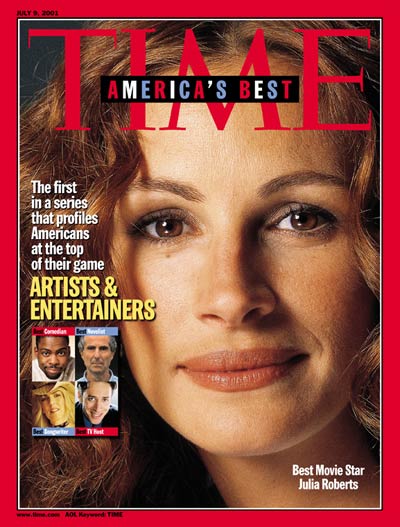 JULY 9, 2001
TIME
AMERICA'S BEST
The first
in a series
that profiles
Americans
at the top
of their game
ARTISTS &
ENTERTAINERS
Best Comedian
Best Novelist
Best Songwriter
Best TV Host
Best Movie Star
Julia Roberts
www.time.com AOL Keyword: TIME